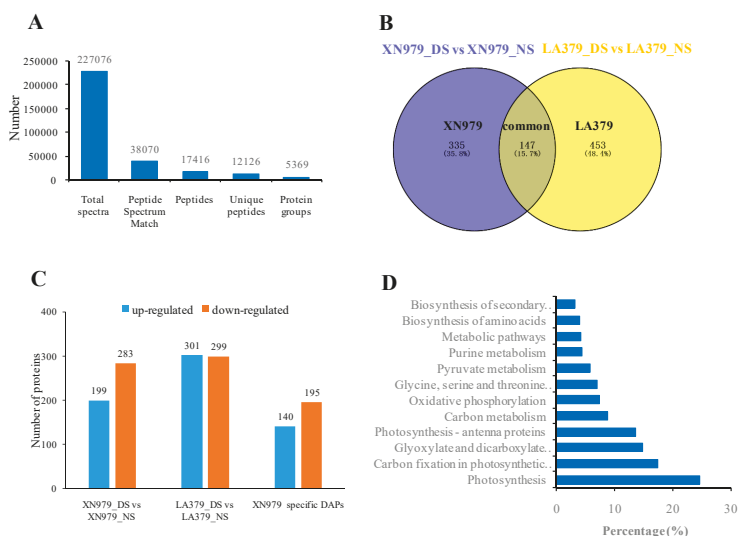 A
Number
250000
200000
150000
100000
50000
0
227076
38070
17416
12126
5369
Total spectra
Peptide Spectrum Match
Peptides
Unique peptides
Protein groups
B
XN979_DS vs XN979_NS
LA379_DS vs LA379_NS
XN979
335
(35.8%)
common
147
(15.7%)
LA379
453
(48.4%)
C
Number of proteins
400
300
200
100
0
up-regulated
down-regulated
199
283
301
299
140
195
XN979_DS vs XN979_NS
LA379_DS vs LA379_NS
XN979 specific DAPs
D
Biosynthesis of secondary..
Biosynthesis of amino acids
Metabolic pathways
Purine metabolism
Pyruvate metabolism
Glycine, serine and threonine..
Oxidative phosphorylation
Carbon metabolism
Photosynthesis - antenna proteins
Glyoxylate and dicarboxylate..
Carbon fixation in photosynthetic..
Photosynthesis
0
10
20
30
Percentage(%)